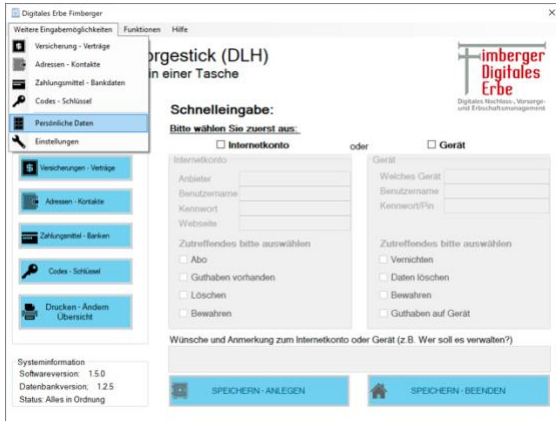 Digitales Erbe Fimberger
Weitere Eingabemöglichkeiten Funktionen Hilfe
Versicherung - Verträge
Adressen - Kontakte
Zahlungsmittel - Bankdaten
Codes - Schlüssel
Persönliche Daten
Einstellungen
rgestick (DLH)
in einer Tasche
imberger
Digitales
Erbe
Digitales Nachlass-, Vorsorge-
und Erbschaftsmanagement
Schnelleingabe:
Bitte wählen Sie zuerst aus:
Internetkonto oder Gerät
Internetkonto
Anbieter
Benutzername
Kennwort
Webseite
Zutreffendes bitte auswählen
Abo
Guthaben vorhanden
Löschen
Bewahren
Gerät
Welches Gerät
Benutzername
Kennwort/Pin
Zutreffendes bitte auswählen
Vernichten
Daten löschen
Bewahren
Guthaben auf Gerät
Versicherungen - Verträge
Adressen - Kontakte
Zahlungsmittel - Banken
Codes - Schlüssel
Drucken - Ändern
Übersicht
Wünsche und Anmerkung zum Internetkonto oder Gerät (z.B. Wer soll es verwalten?)
Systeminformation
Softwareversion: 1.5.0
Datenbankversion: 1.2.5
Status: Alles in Ordnung
SPEICHERN - ANLEGEN
SPEICHERN - BEENDEN